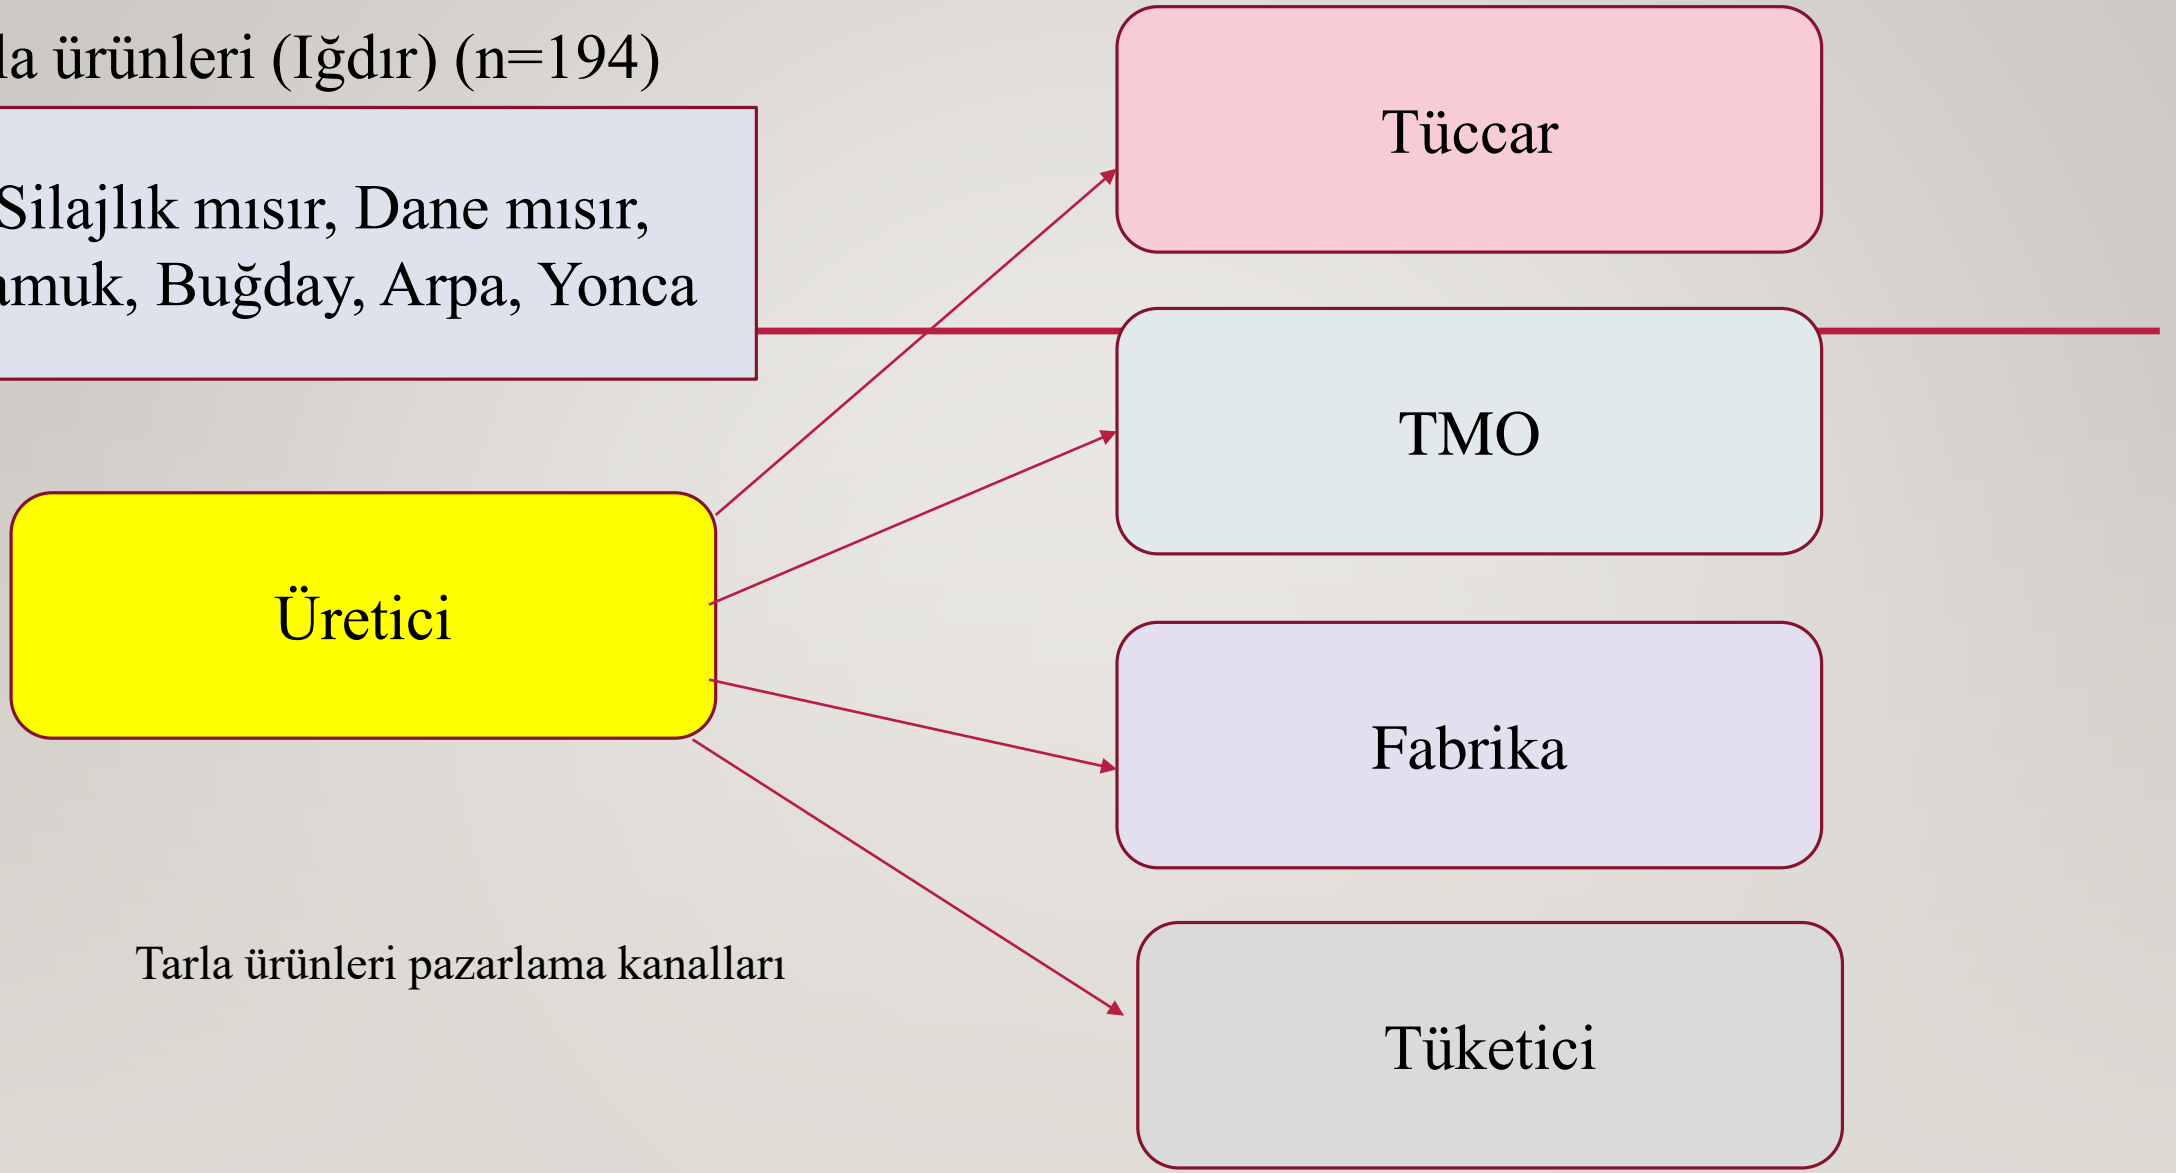 la ürünleri (Iğdır) (n=194)
Silajlık mısır, Dane mısır,
amuk, Buğday, Arpa, Yonca
Tüccar
TMO
Üretici
Fabrika
Tarla ürünleri pazarlama kanalları
Tüketici